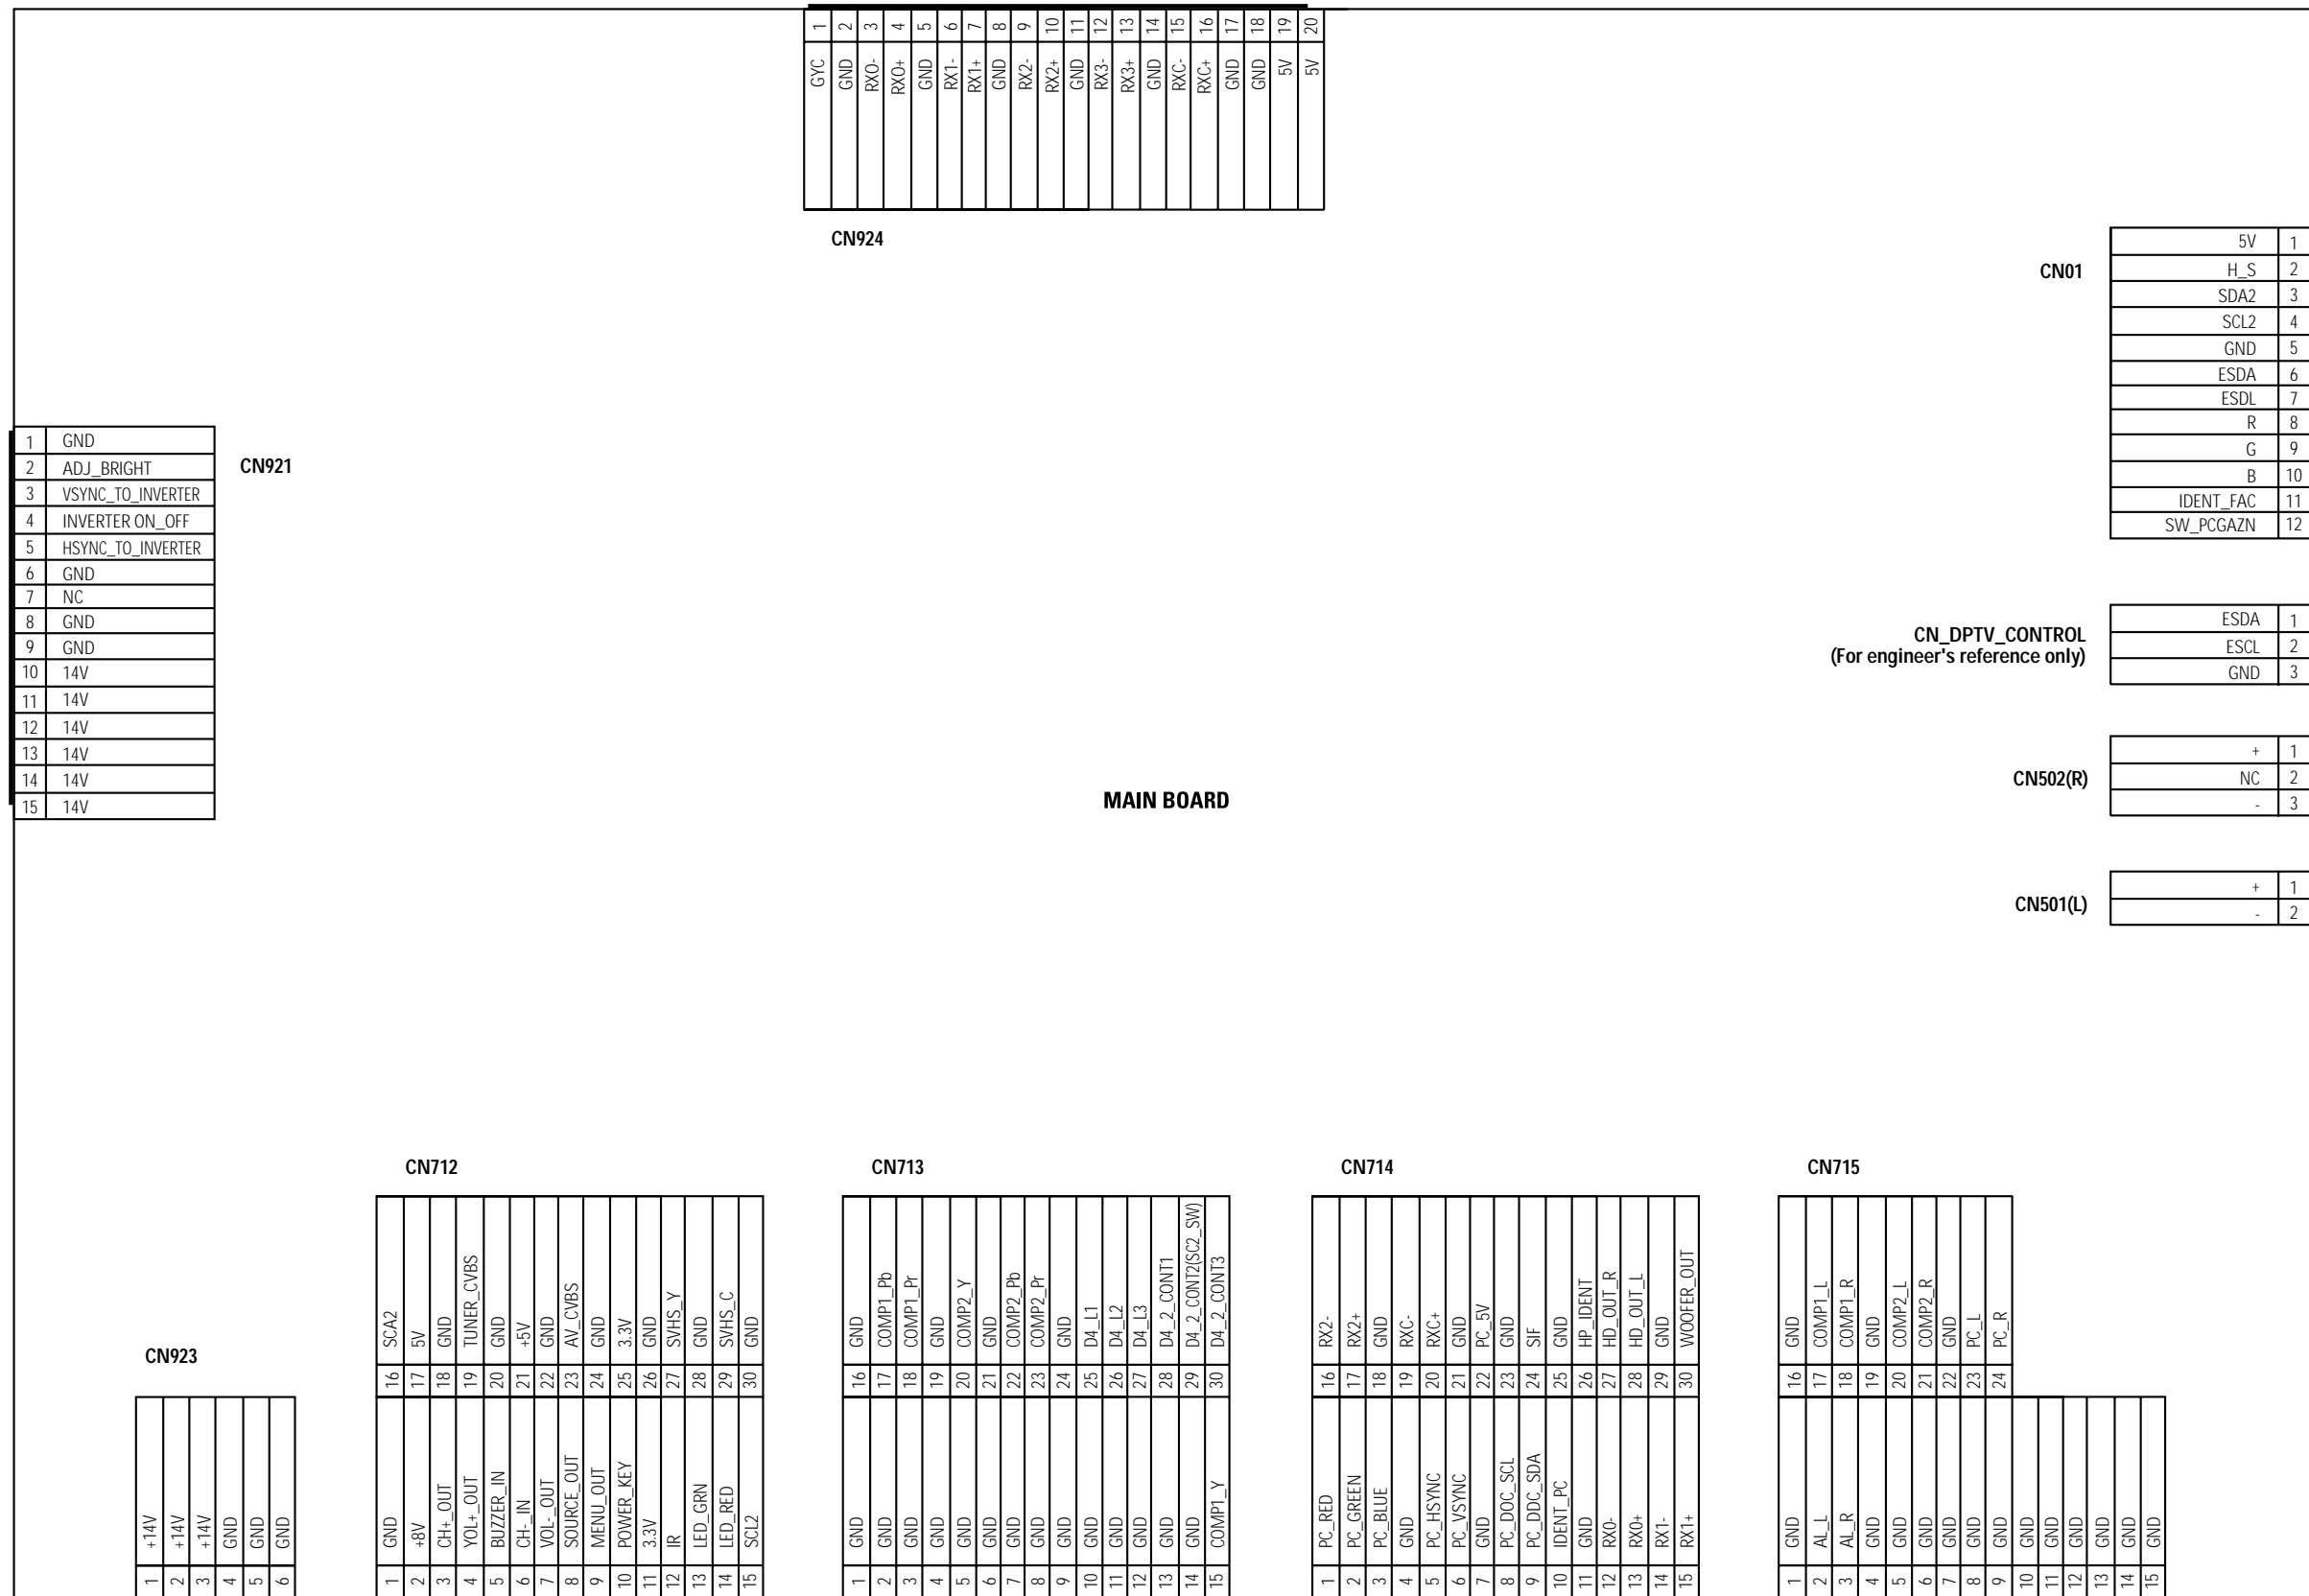 1 2 3 4 5 6 7 8 9 10 11 12 13 14 15 16 17 18 19 20
GYC GND RXO- RXO+ GND RX1- RX1+ GND RX2- RX2+ GND RX3- RX3+ GND RXC- RXC+ GND GND 5V 5V
CN924
CN01
5V 1
H_S 2
SDA2 3
SCL2 4
GND 5
ESDA 6
ESDL 7
R 8
G 9
B 10
IDENT_FAC 11
SW_PCGAZN 12
CN921
1 GND
2 ADJ_BRIGHT
3 VSYNC_TO_INVERTER
4 INVERTER ON_OFF
5 HSYNC_TO_INVERTER
6 GND
7 NC
8 GND
9 GND
10 14V
11 14V
12 14V
13 14V
14 14V
15 14V
CN_DPTV_CONTROL
(For engineer's reference only)
ESDA 1
ESCL 2
GND 3
CN502(R)
+ 1
NC 2
- 3
MAIN BOARD
CN501(L)
+ 1
- 2
CN923
+14V +14V +14V GND GND GND
1 2 3 4 5 6
CN712
SCA2 5V GND TUNER_CVBS GND +5V GND AV_CVBS GND 3.3V GND SVHS_Y GND SVHS_C GND
16 17 18 19 20 21 22 23 24 25 26 27 28 29 30
GND +8V CH+_OUT YOL+_OUT BUZZER_IN CH-_IN VOL-_OUT SOURCE_OUT MENU_OUT POWER_KEY 3.3V IR LED_GRN LED_RED SCL2
1 2 3 4 5 6 7 8 9 10 11 12 13 14 15
CN713
GND COMP1_Pb COMP1_Pr GND COMP2_Y GND COMP2_Pb COMP2_Pr GND D4_L1 D4_L2 D4_L3 D4_2_CONT1 D4_2_CONT2(SC2_SW) D4_2_CONT3
16 17 18 19 20 21 22 23 24 25 26 27 28 29 30
GND GND GND GND GND GND GND GND GND GND GND GND GND GND COMP1_Y
1 2 3 4 5 6 7 8 9 10 11 12 13 14 15
CN714
RX2- RX2+ GND RXC- RXC+ GND PC_5V GND SIF GND HP_IDENT HD_OUT_R HD_OUT_L GND WOOFER_OUT
16 17 18 19 20 21 22 23 24 25 26 27 28 29 30
PC_RED PC_GREEN PC_BLUE GND PC_HSYNC PC_VSYNC GND PC_DOC_SCL PC_DDC_SDA IDENT_PC GND RX0- RX0+ RX1- RX1+
1 2 3 4 5 6 7 8 9 10 11 12 13 14 15
CN715
GND COMP1_L COMP1_R GND COMP2_L COMP2_R GND PC_L PC_R
16 17 18 19 20 21 22 23 24
GND AL_L AL_R GND GND GND GND GND GND GND GND GND GND GND GND
1 2 3 4 5 6 7 8 9 10 11 12 13 14 15